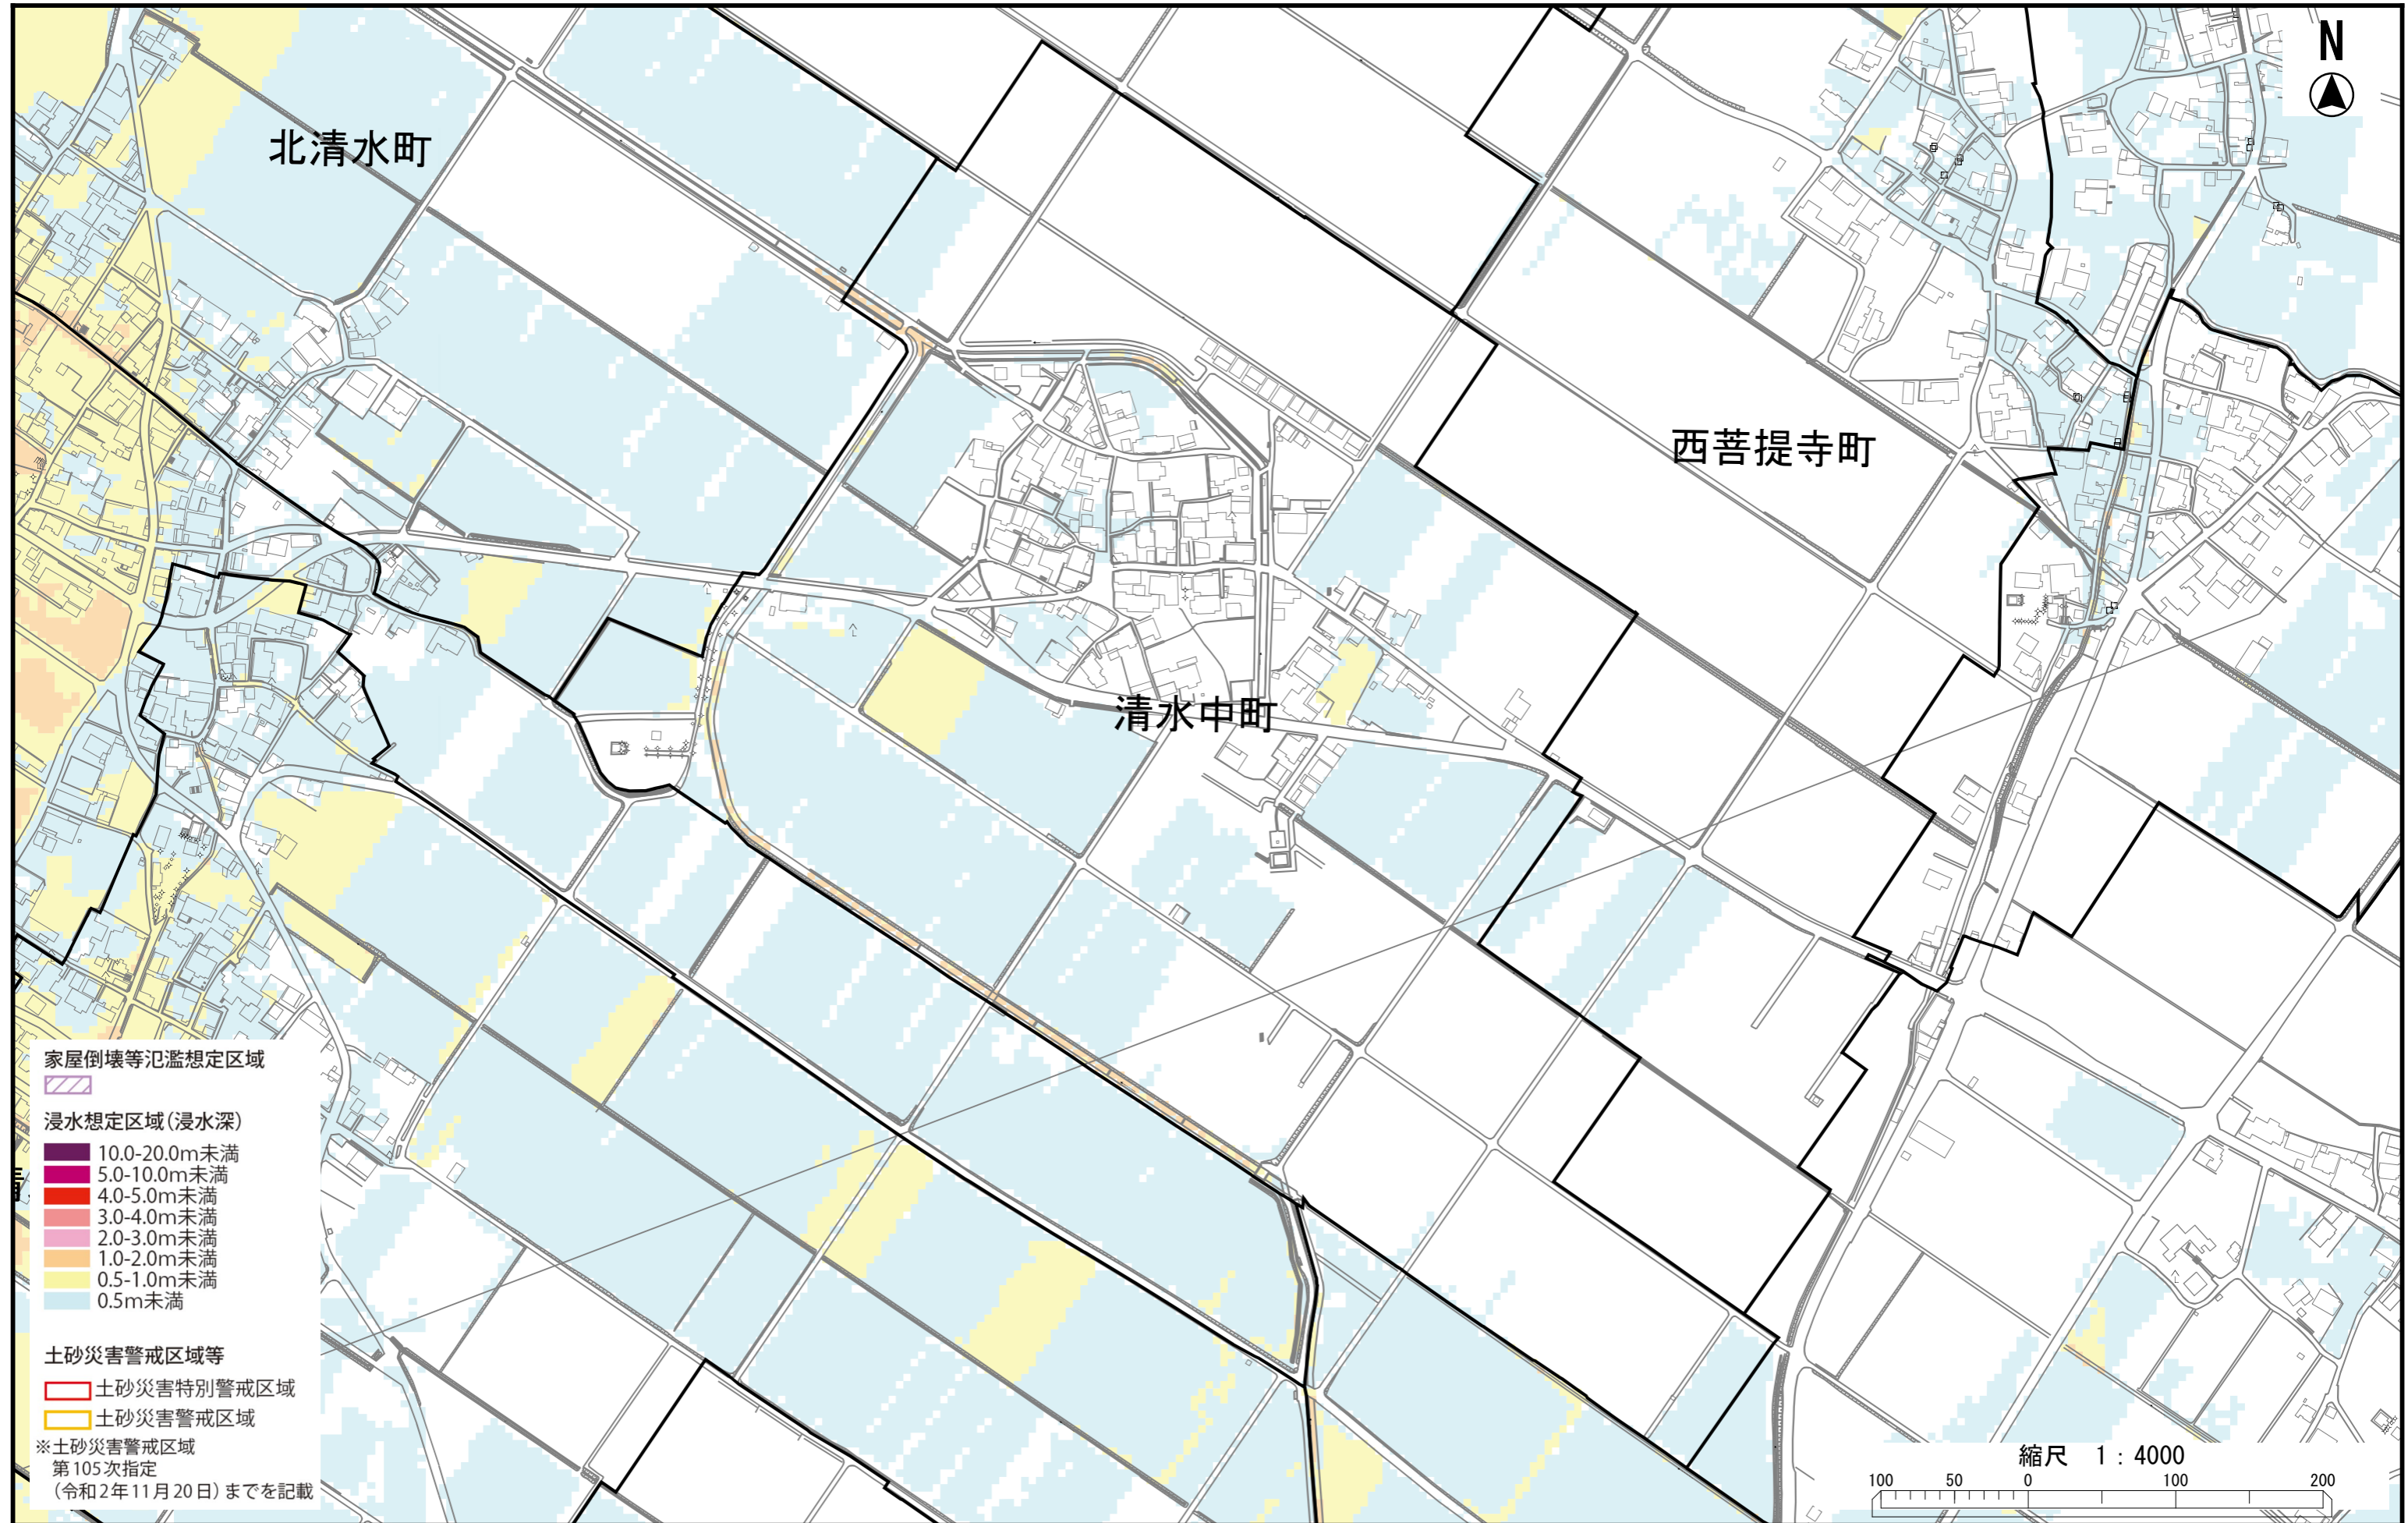 N
北清水町
西菩提寺町
清水中町
家屋倒壊等氾濫想定区域
浸水想定区域(浸水深)
10.0-20.0m未満
5.0-10.0m未満
4.0-5.0m未満
3.0-4.0m未満
2.0-3.0m未満
1.0-2.0m未満
0.5-1.0m未満
0.5m未満
土砂災害警戒区域等
土砂災害特別警戒区域
土砂災害警戒区域
※土砂災害警戒区域
第105次指定
(令和2年11月20日)までを記載
縮尺 1:4000
100 50 0 100 200